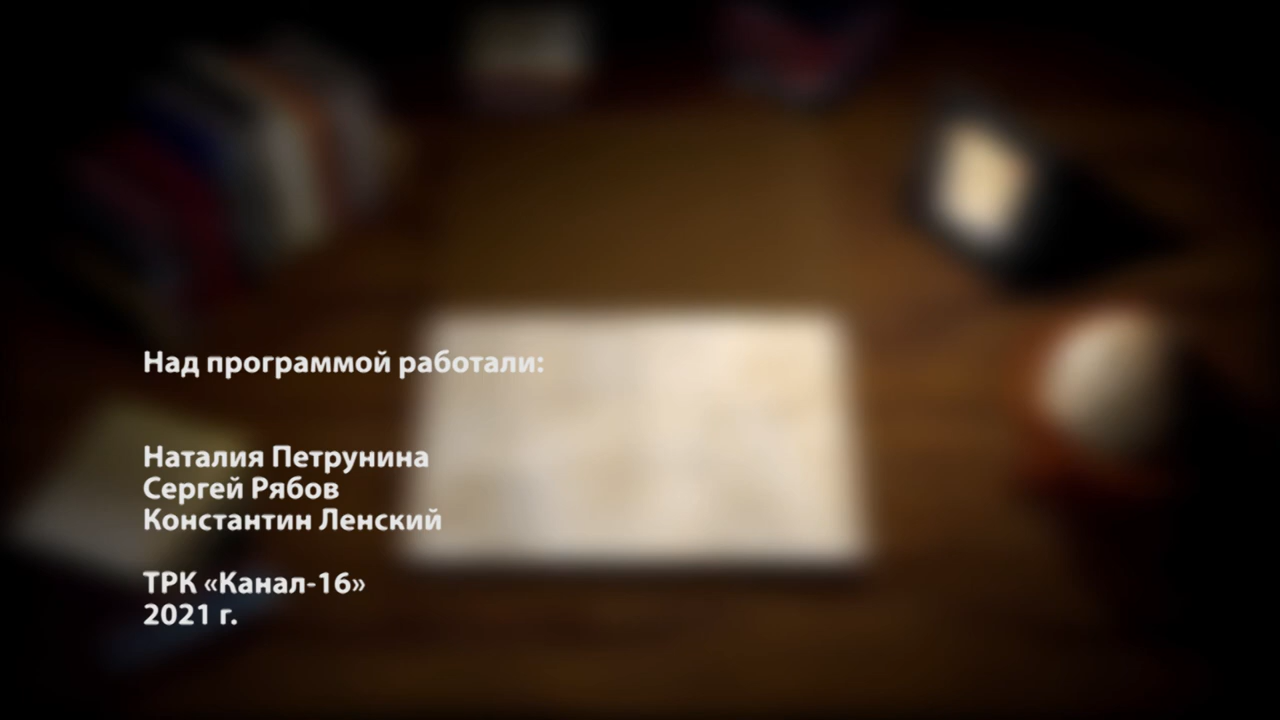 Над программой работали:
Наталия Петрунина
Сергей Рябов
Константин Ленский
ТРК «Канал-16»
2021 г.